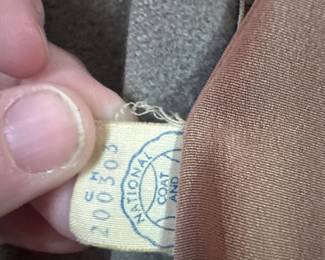 CH
200303
NATIONAL
COAT
AND